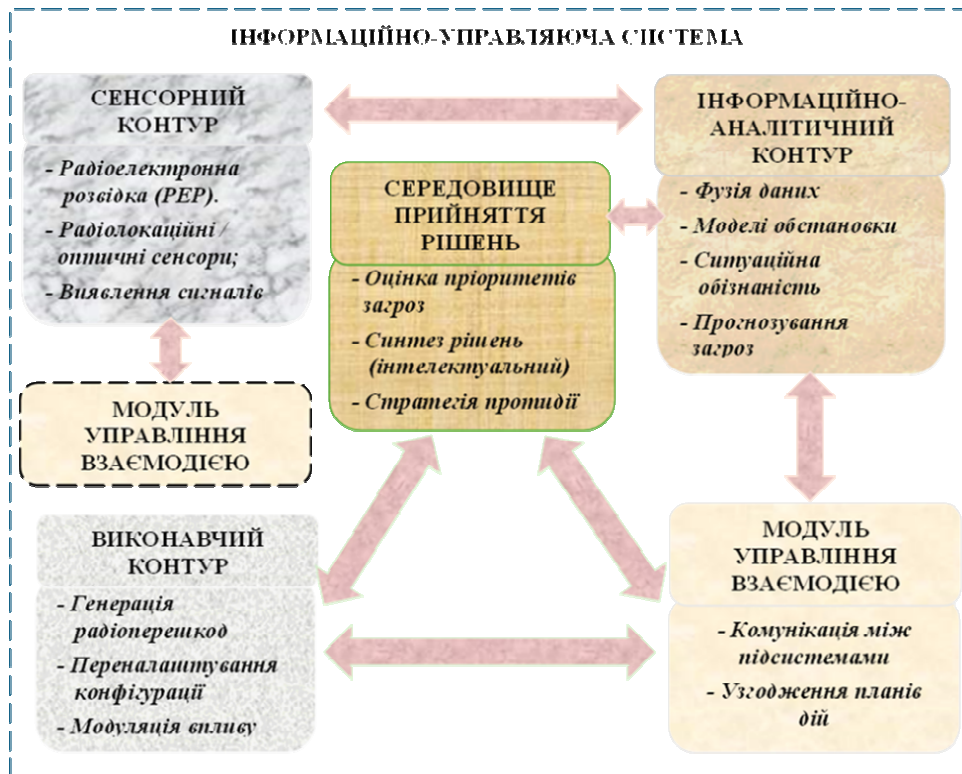 ІНФОРМАЦІЙНО-УПРАВЛЯЮЧА СИСТЕМА
СЕНСОРНИЙ
КОНТУР
- Радіоелектронна
розвідка (РЕР).
- Радіолокаційні /
оптичні сенсори;
- Виявлення сигналів
ІНФОРМАЦІЙНО-
АНАЛІТИЧНИЙ
КОНТУР
- Фузія даних
- Моделі обстановки
- Ситуаційна
обізнаність
- Прогнозування
загроз
СЕРЕДОВИЩЕ
ПРИЙНЯТТЯ
РІШЕНЬ
- Оцінка пріоритетів
загроз
- Синтез рішень
(інтелектуальний)
- Стратегія протидії
МОДУЛЬ
УПРАВЛІННЯ
ВЗАЄМОДІЄЮ
ВИКОНАВЧИЙ
КОНТУР
- Генерація
радіоперешкод
- Переналаштування
конфігурації
- Модуляція впливу
МОДУЛЬ
УПРАВЛІННЯ
ВЗАЄМОДІЄЮ
- Комунікація між
підсистемами
- Узгодження планів
дій